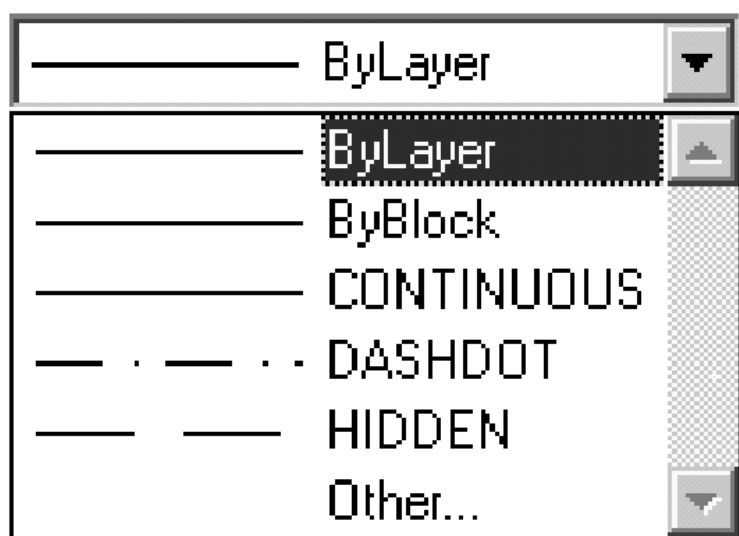 ByLayer
ByLayer
ByBlock
CONTINUOUS
DASHDOT
HIDDEN
Other...